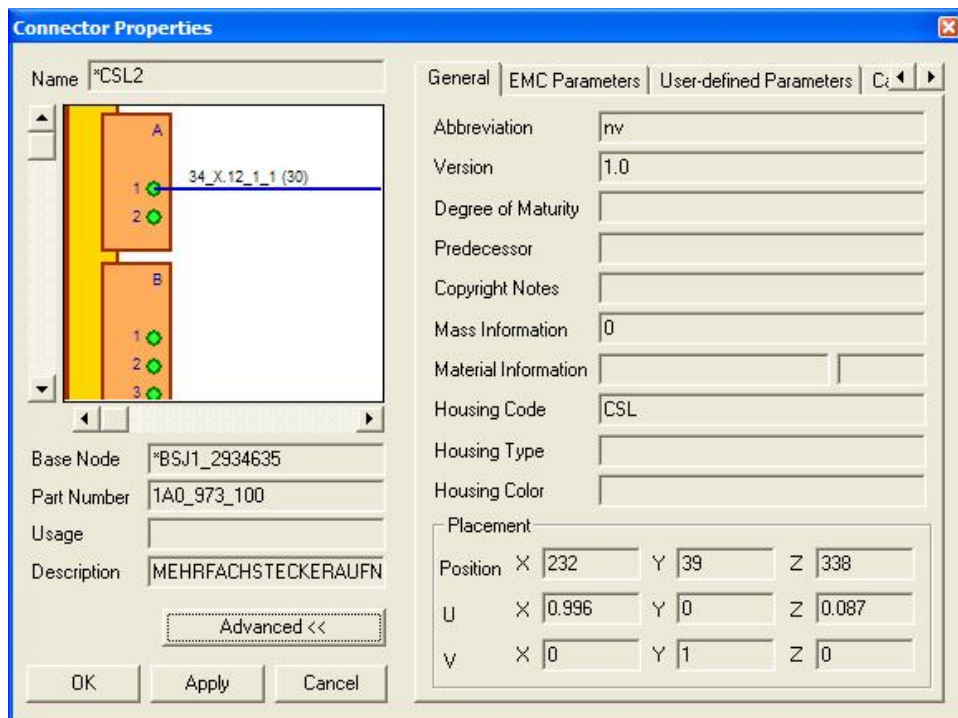 Connector Properties
Name *CSL2
A
1 34_X.12_1_1 (30)
2
B
1
2
3
Base Node *BSJ1_2934635
Part Number 1A0_973_100
Usage
Description MEHRFACHSTECKERAUFN
Advanced <<
OK Apply Cancel
General EMC Parameters User-defined Parameters
Abbreviation nv
Version 1.0
Degree of Maturity
Predecessor
Copyright Notes
Mass Information 0
Material Information
Housing Code CSL
Housing Type
Housing Color
Placement
Position X 232 Y 39 Z 338
U X 0.996 Y 0 Z 0.087
V X 0 Y 1 Z 0